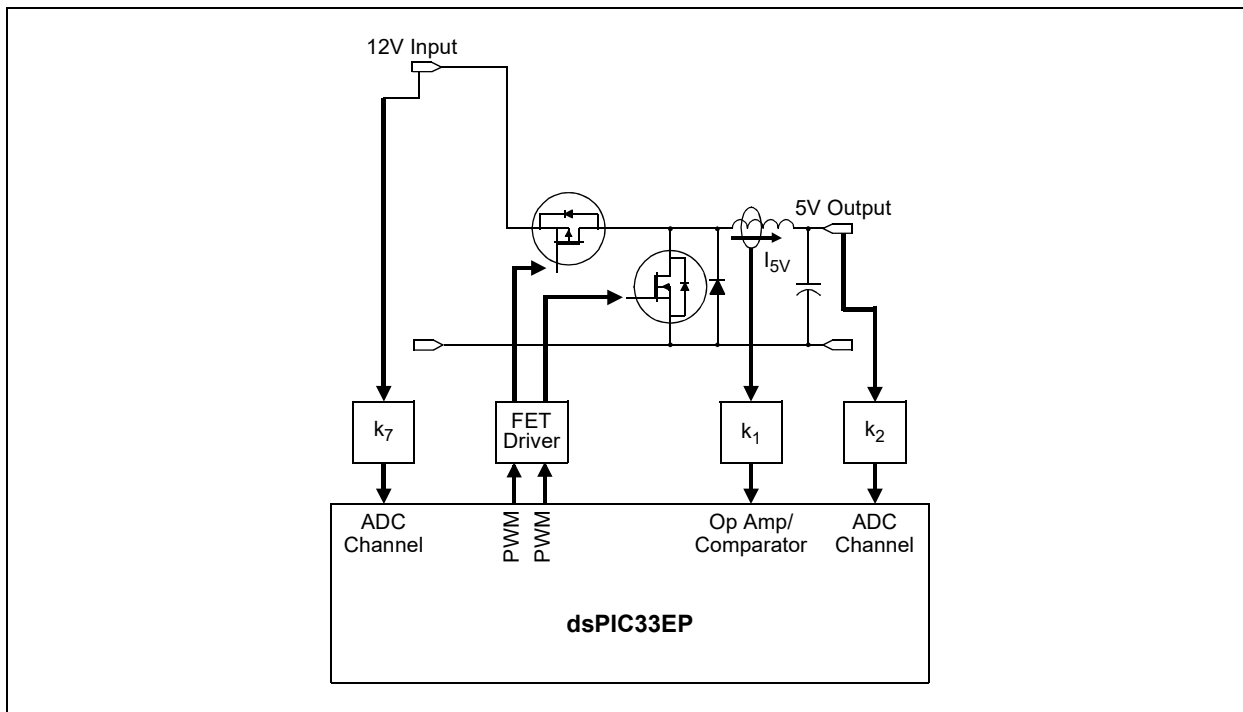 12V Input
5V Output
I5V
k7
FET
Driver
k1
k2
ADC
Channel
PWM
PWM
Op Amp/
Comparator
ADC
Channel
dsPIC33EP